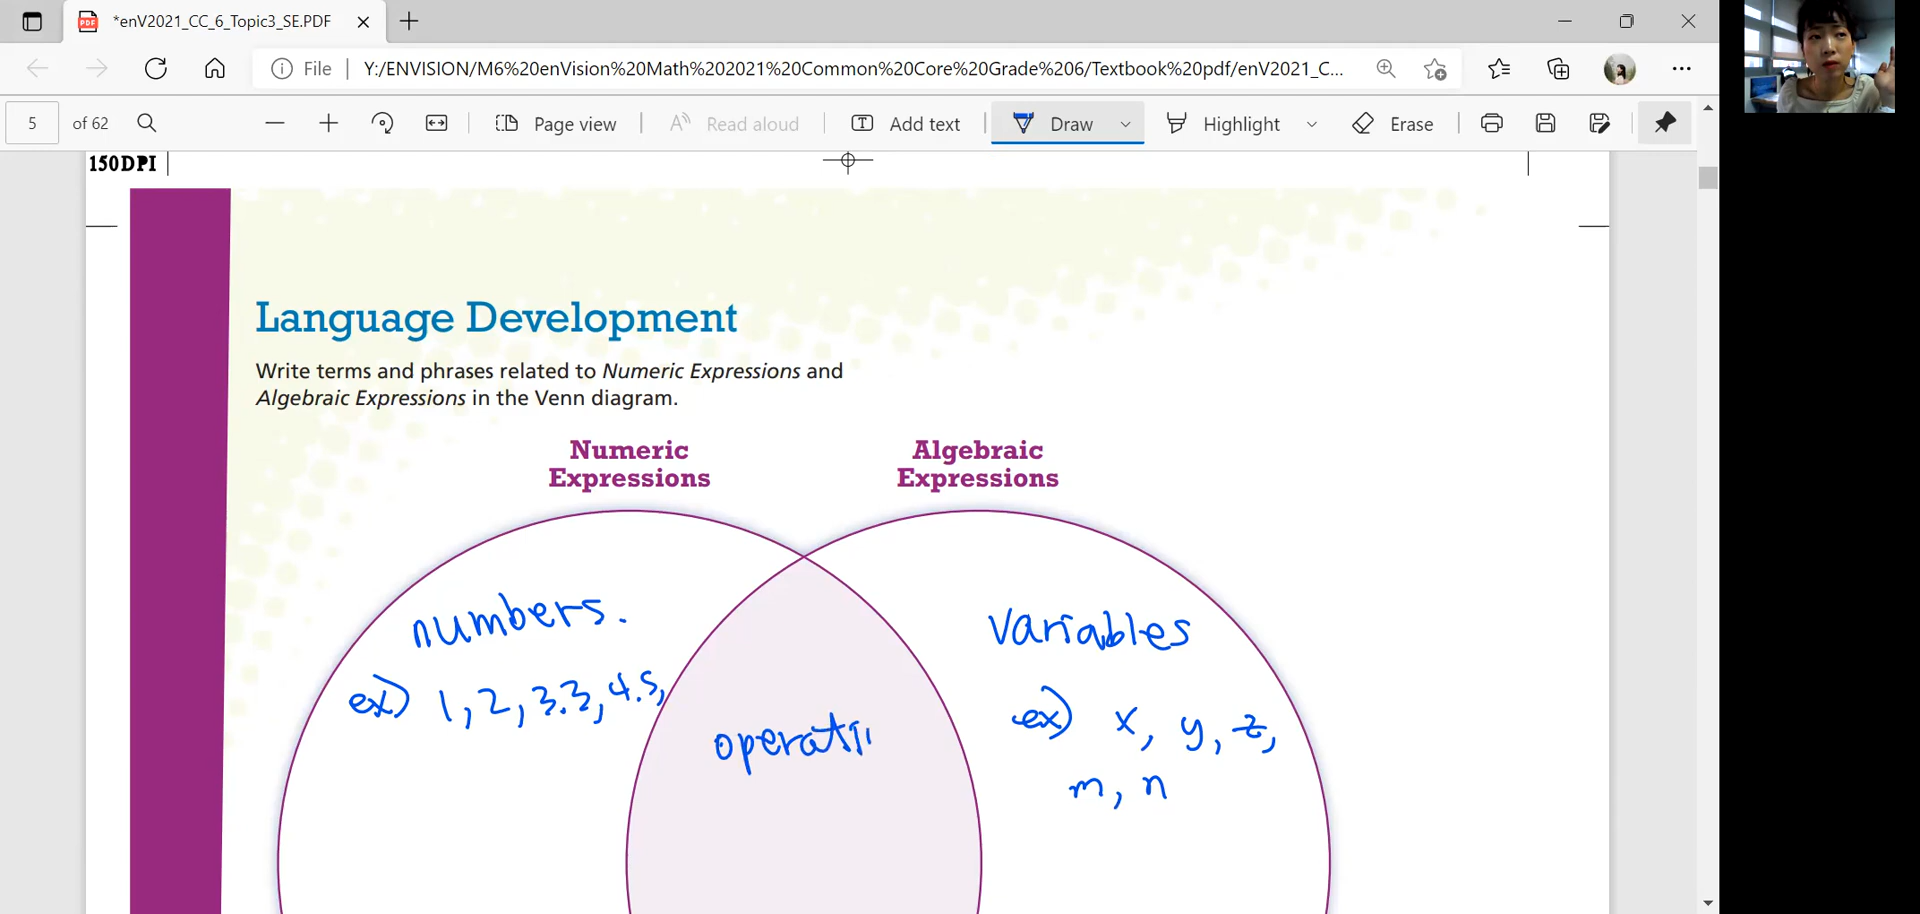 *enV2021_CC_6_Topic3_SE.PDF
File
Y:/ENVISION/M6%20enVision%20Math%202021%20Common%20Core%20Grade%206/Textbook%20pdf/enV2021_C...
5 of 62
Page view
Read aloud
Add text
Draw
Highlight
Erase
150DPI
Language Development
Write terms and phrases related to Numeric Expressions and
Algebraic Expressions in the Venn diagram.
Numeric
Expressions
Algebraic
Expressions
numbers.
ex) 1, 2, 3.3, 4.5,
operati
variables
ex) x, y, z,
m, n